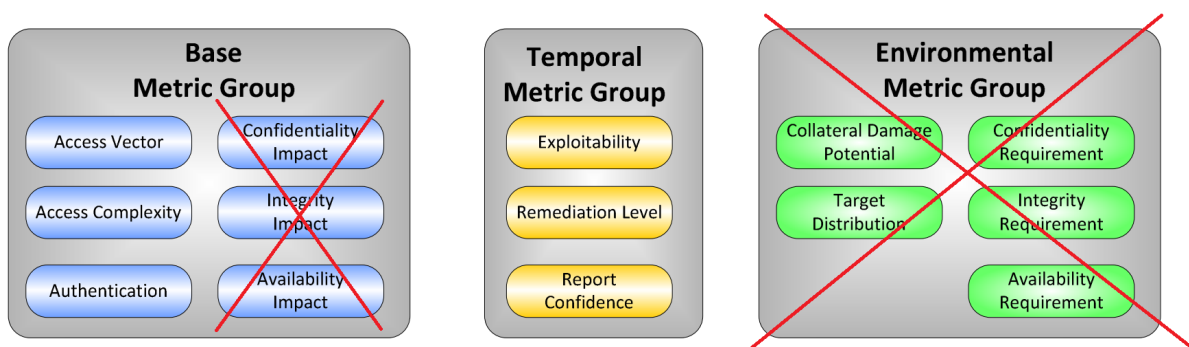 Base
Metric Group
Access Vector
Confidentiality
Impact
Access Complexity
Integrity
Impact
Authentication
Availability
Impact
Temporal
Metric Group
Exploitability
Remediation Level
Report
Confidence
Environmental
Metric Group
Collateral Damage
Potential
Confidentiality
Requirement
Target
Distribution
Integrity
Requirement
Availability
Requirement